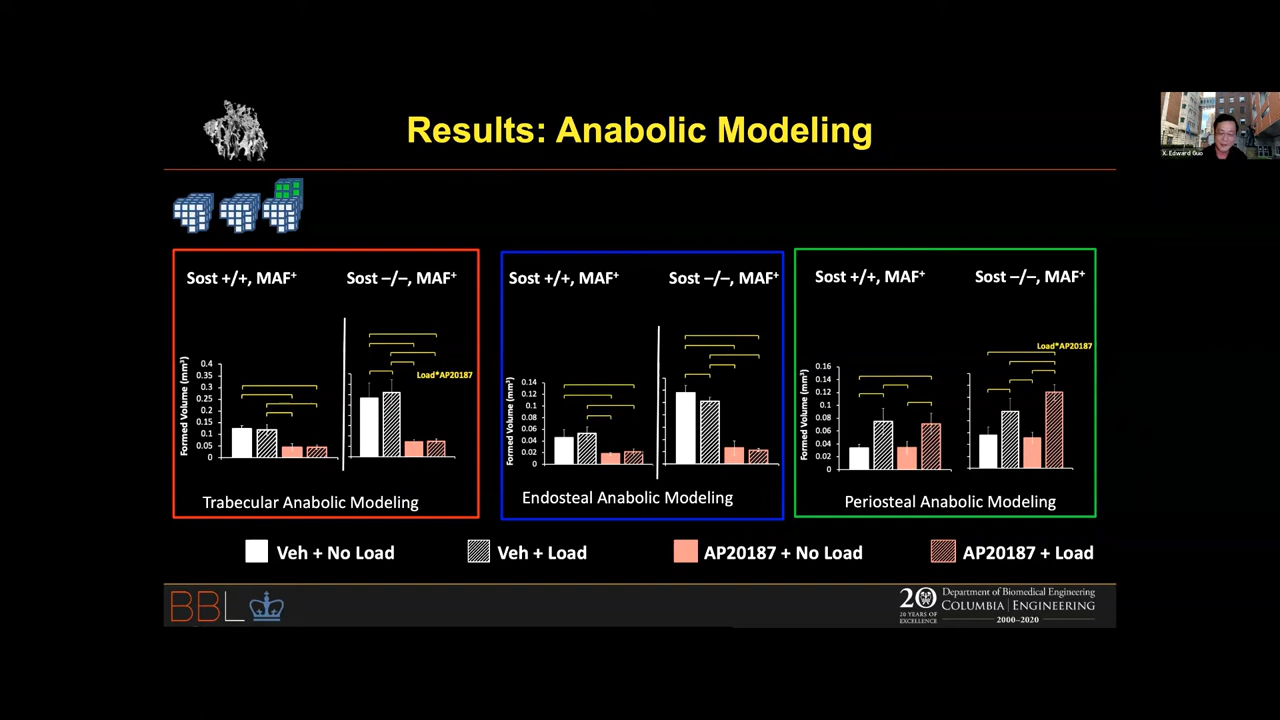 Results: Anabolic Modeling
X. Edward Guo
Sost +/+, MAF⁺
Sost –/–, MAF⁺
Formed Volume (mm³)
0.4
0.35
0.3
0.25
0.2
0.15
0.1
0.05
0
Load*AP20187
Trabecular Anabolic Modeling
Sost +/+, MAF⁺
Sost –/–, MAF⁺
Formed Volume (mm³)
0.14
0.12
0.1
0.08
0.06
0.04
0.02
0
Endosteal Anabolic Modeling
Sost +/+, MAF⁺
Sost –/–, MAF⁺
Formed Volume (mm³)
0.16
0.14
0.12
0.1
0.08
0.06
0.04
0.02
0
Load*AP20187
Periosteal Anabolic Modeling
Veh + No Load
Veh + Load
AP20187 + No Load
AP20187 + Load
BBL
20
20 YEARS OF
EXCELLENCE
Department of Biomedical Engineering
COLUMBIA | ENGINEERING
2000–2020